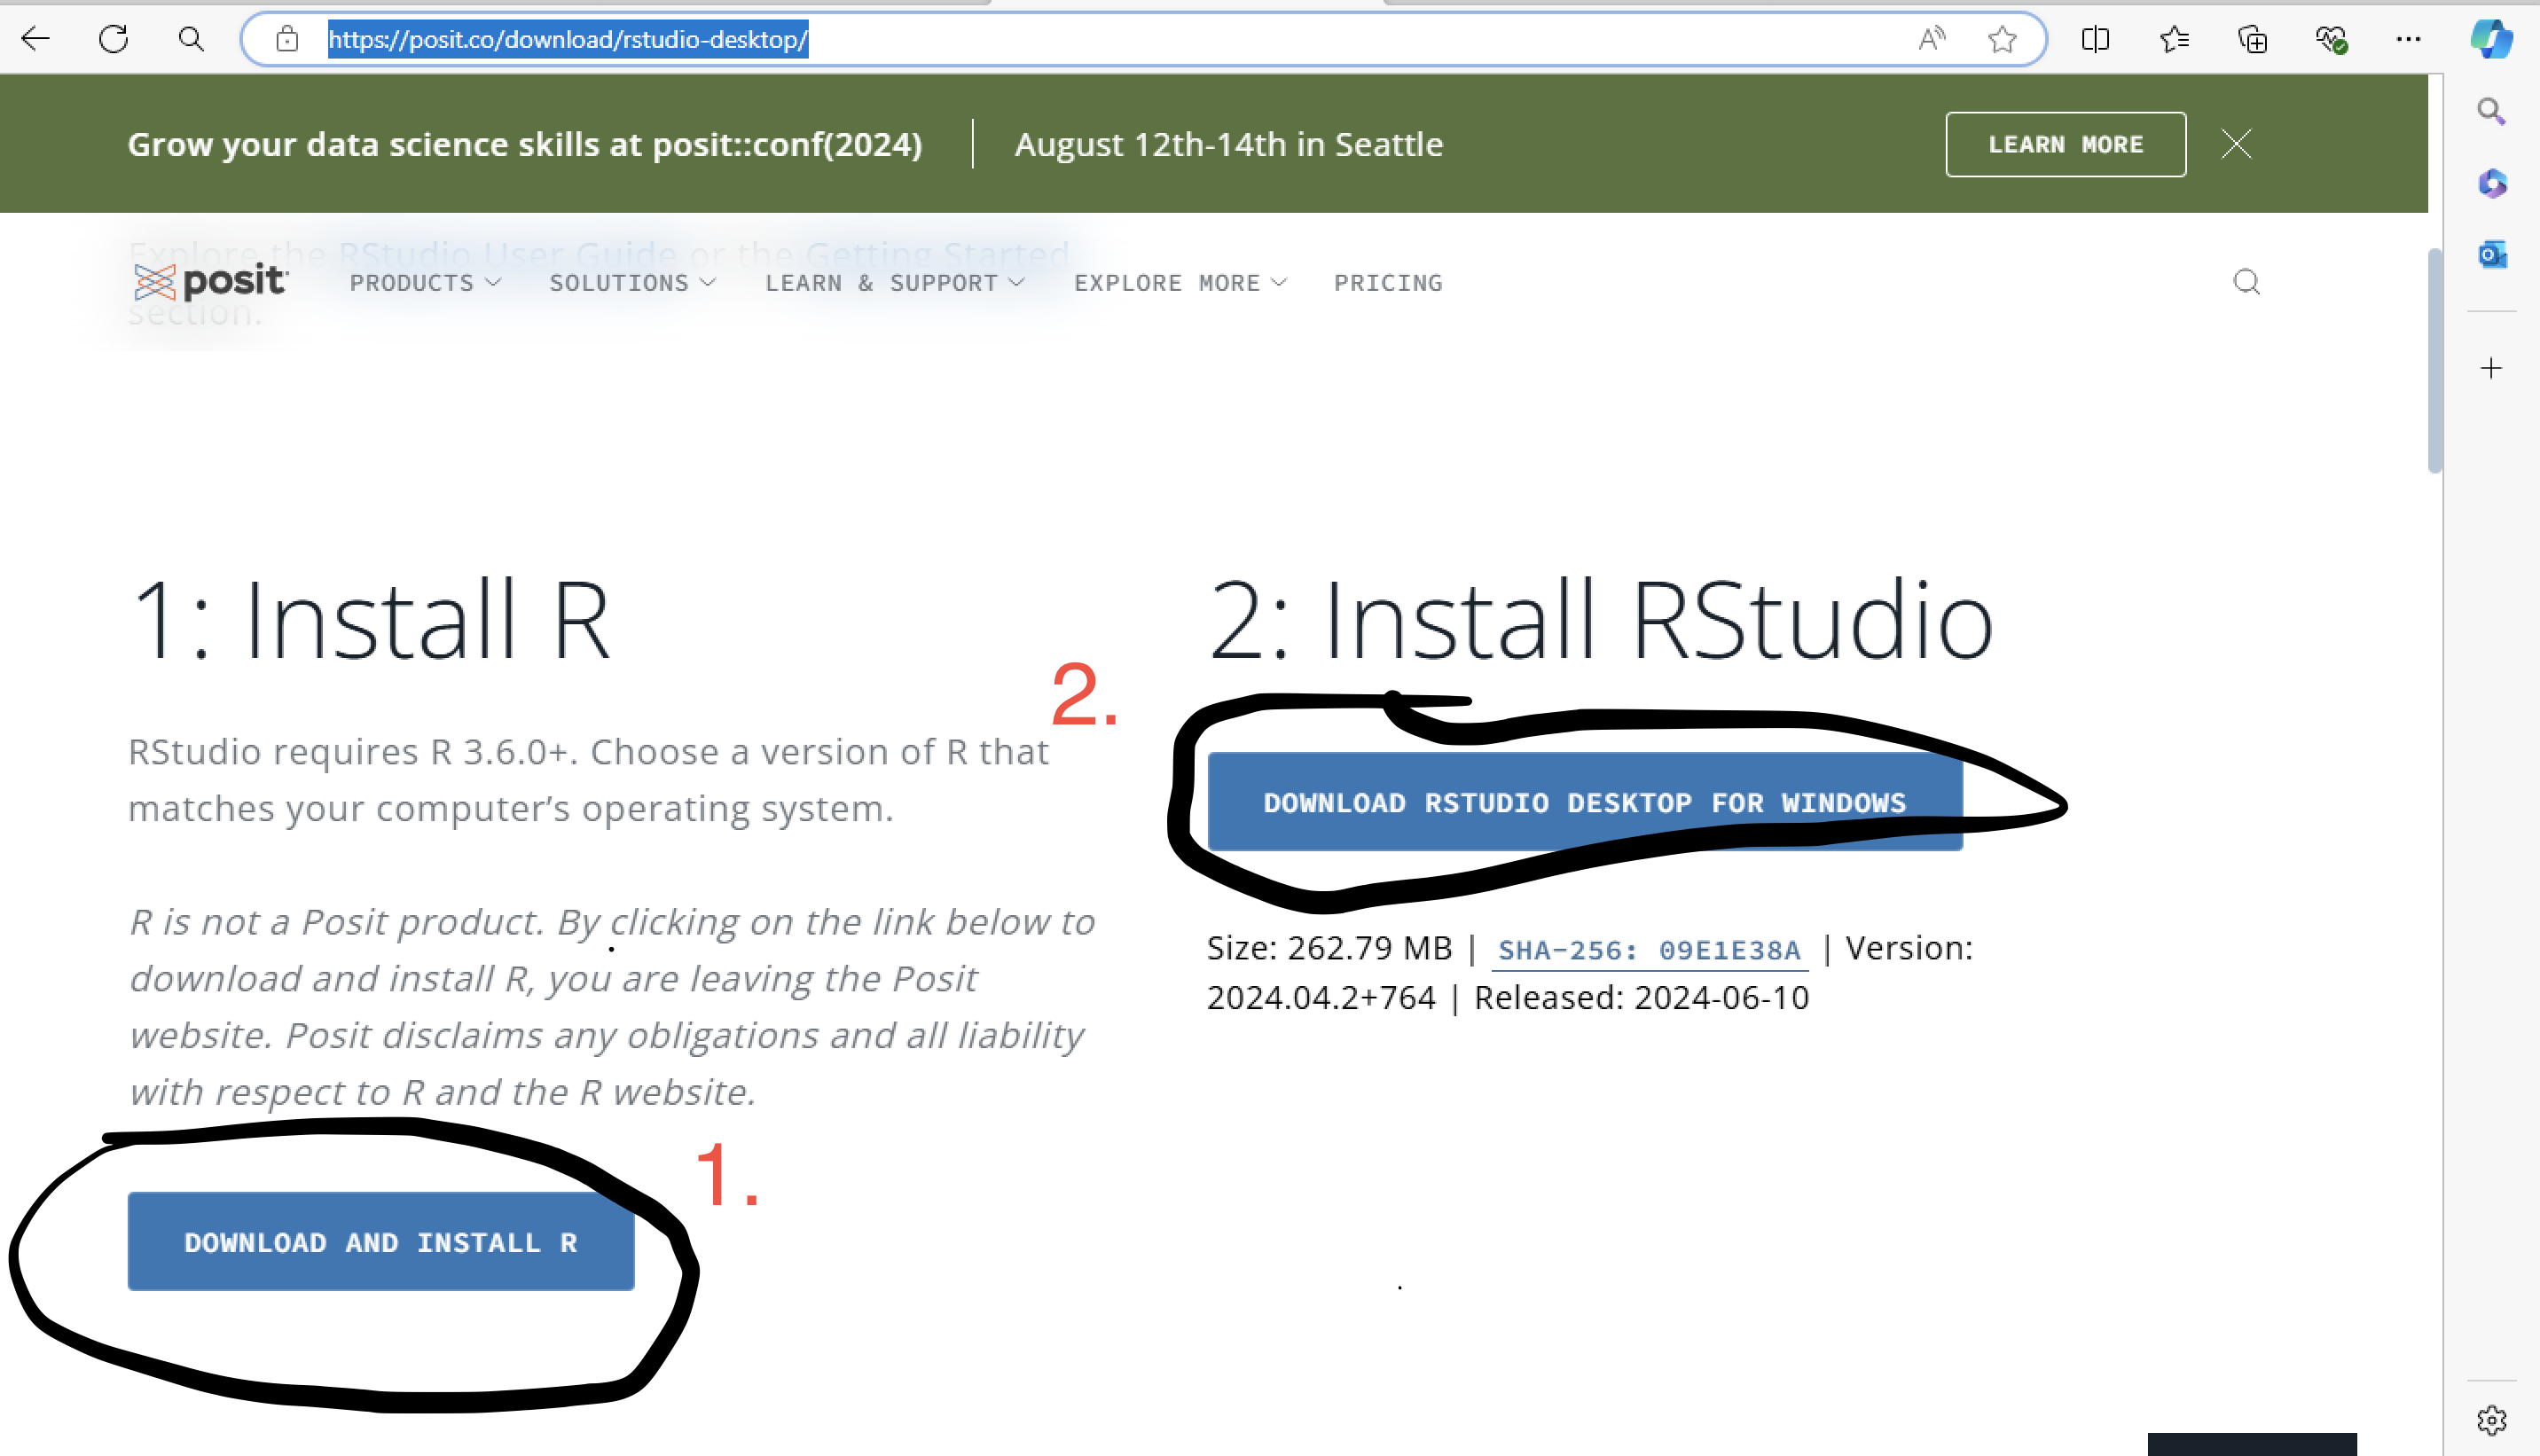 https://posit.co/download/rstudio-desktop/
Grow your data science skills at posit::conf(2024)
August 12th-14th in Seattle
LEARN MORE
Explore the RStudio User Guide or the Getting Started
section.
posit
PRODUCTS
SOLUTIONS
LEARN & SUPPORT
EXPLORE MORE
PRICING
1: Install R
RStudio requires R 3.6.0+. Choose a version of R that
matches your computer’s operating system.
R is not a Posit product. By clicking on the link below to
download and install R, you are leaving the Posit
website. Posit disclaims any obligations and all liability
with respect to R and the R website.
1.
DOWNLOAD AND INSTALL R
2: Install RStudio
2.
DOWNLOAD RSTUDIO DESKTOP FOR WINDOWS
Size: 262.79 MB | SHA-256: 09E1E38A | Version:
2024.04.2+764 | Released: 2024-06-10